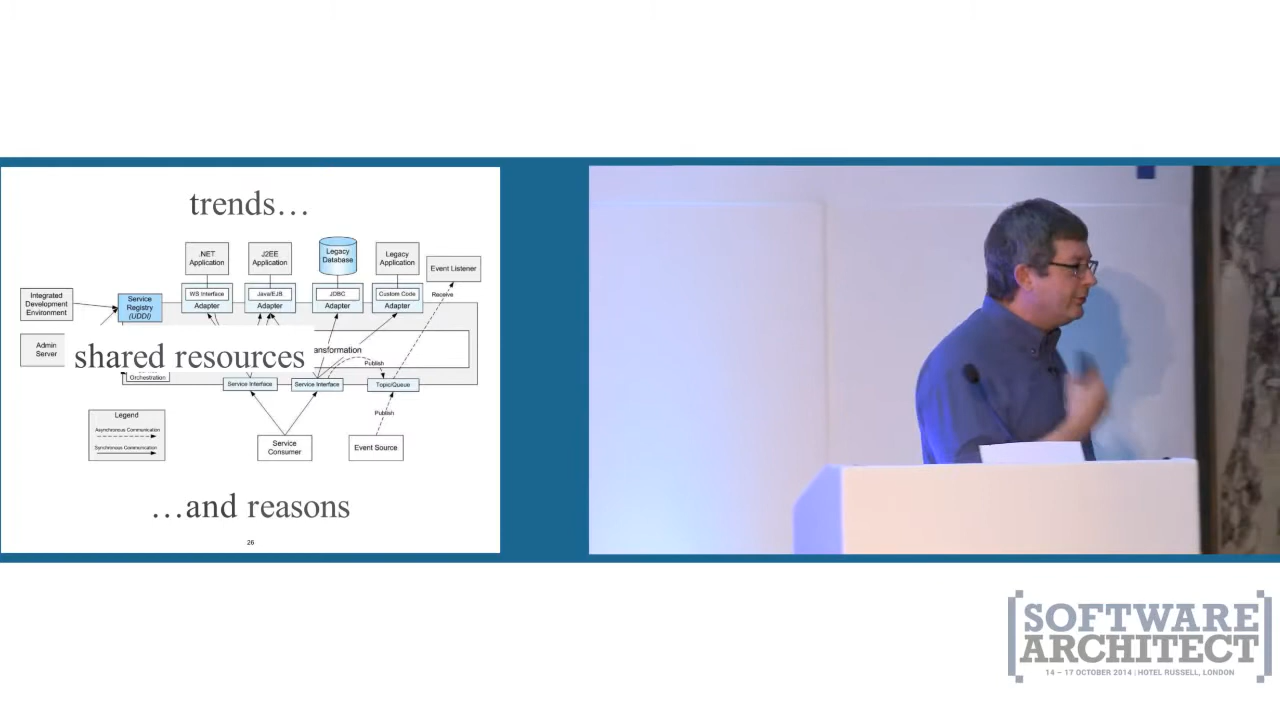 trends…
.NET
Application
J2EE
Application
Legacy
Database
Legacy
Application
Event Listener
WS Interface
Adapter
Java/EJB
Adapter
JDBC
Adapter
Custom Code
Adapter
Receive
Integrated
Development
Environment
Service
Registry
(UDDI)
Admin
Server
shared resources
ansformation
Publish
Orchestration
Service Interface
Service Interface
Topic/Queue
Publish
Legend
Asynchronous Communication
Synchronous Communication
Service
Consumer
Event Source
…and reasons
26
[SOFTWARE
ARCHITECT]
14 – 17 OCTOBER 2014 | HOTEL RUSSELL, LONDON